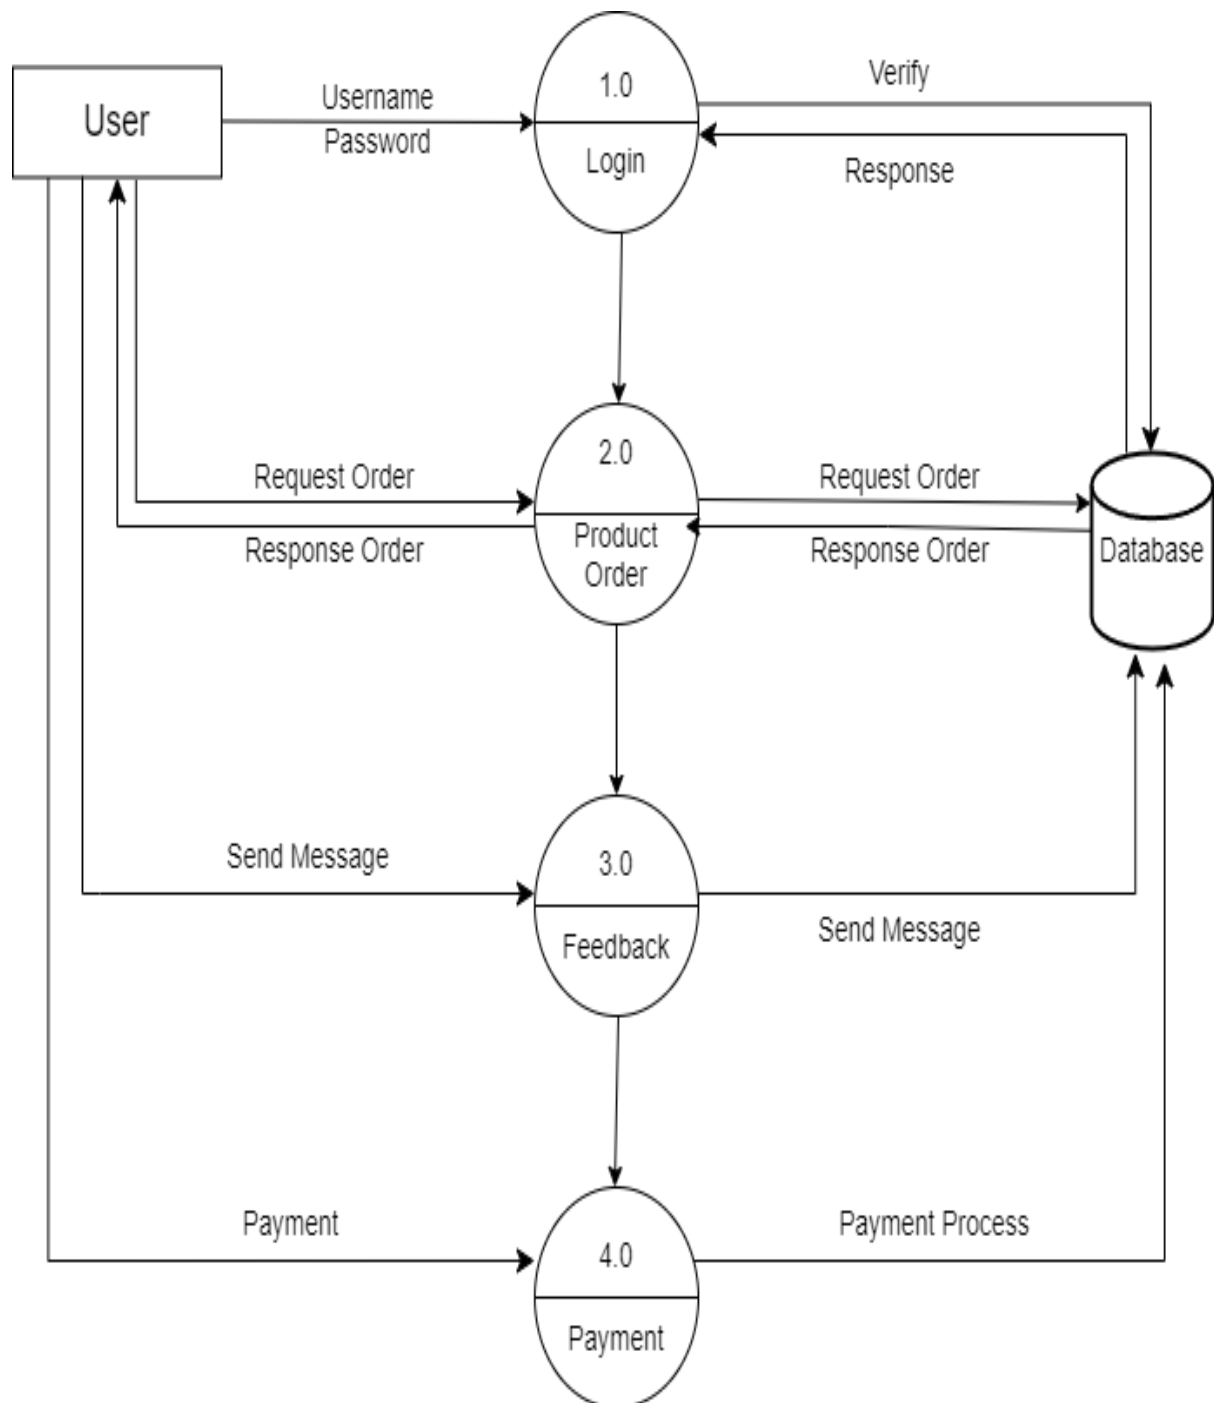 User
Username
Password
1.0
Login
Verify
Response
Request Order
Response Order
2.0
Product
Order
Request Order
Response Order
Database
Send Message
3.0
Feedback
Send Message
Payment
4.0
Payment
Payment Process